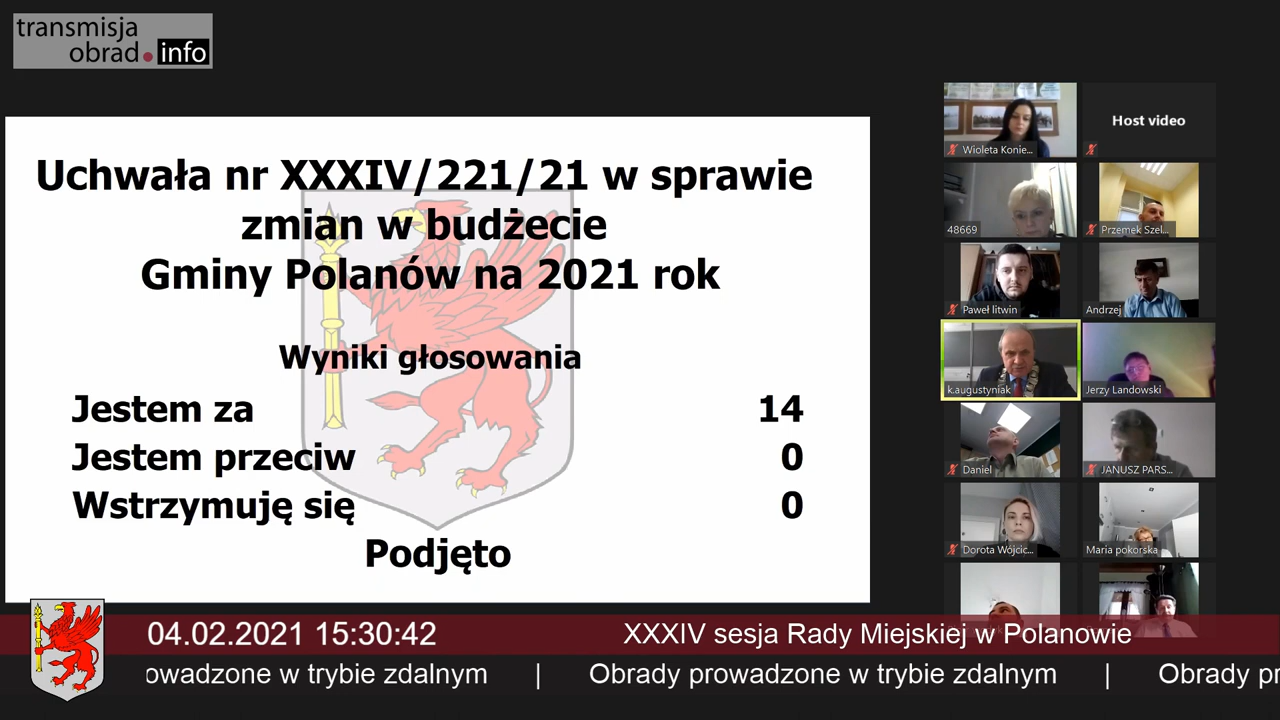 transmisja
obrad.info
Uchwała nr XXXIV/221/21 w sprawie
zmian w budżecie
Gminy Polanów na 2021 rok
Wyniki głosowania
Jestem za 14
Jestem przeciw 0
Wstrzymuję się 0
Podjęto
Wioleta Konie...
Host video
48669
Przemek Szel...
Paweł litwin
Andrzej
k.augustyniak
Jerzy Landowski
Daniel
JANUSZ PARS...
Dorota Wójcic...
Maria pokorska
04.02.2021 15:30:42 XXXIV sesja Rady Miejskiej w Polanowie
owadzone w trybie zdalnym | Obrady prowadzone w trybie zdalnym | Obrady pr